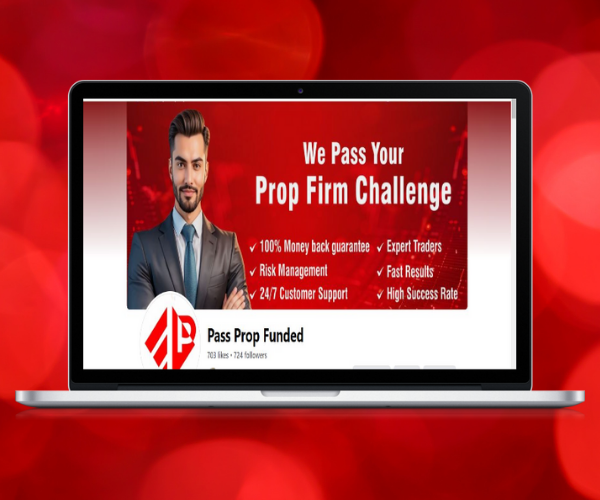 We Pass Your
Prop Firm Challenge
✓ 100% Money back guarantee ✓ Expert Traders
✓ Risk Management ✓ Fast Results
✓ 24/7 Customer Support ✓ High Success Rate
P
Pass Prop Funded
703 likes • 724 followers